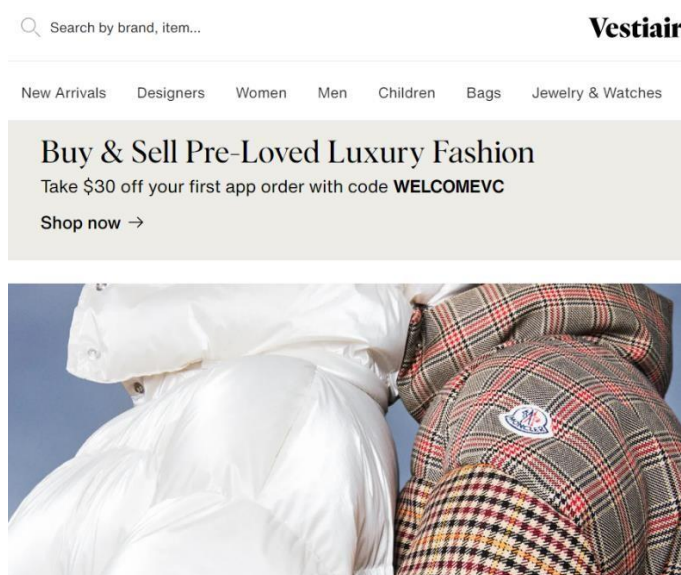 Search by brand, item...
Vestiair
New Arrivals Designers Women Men Children Bags Jewelry & Watches
Buy & Sell Pre-Loved Luxury Fashion
Take $30 off your first app order with code WELCOMEVC
Shop now →
MONCLER